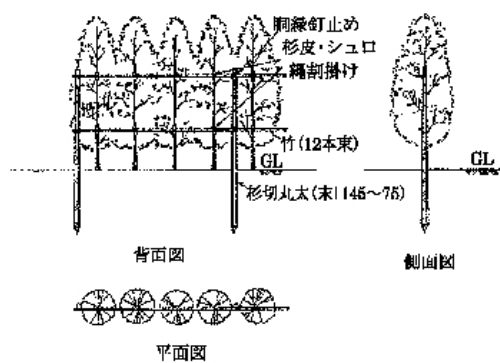 胴縁釘止め
杉皮・シュロ
縄割掛け
竹(12本束)
GL
GL
杉切丸太(末口45〜75)
背面図
側面図
平面図